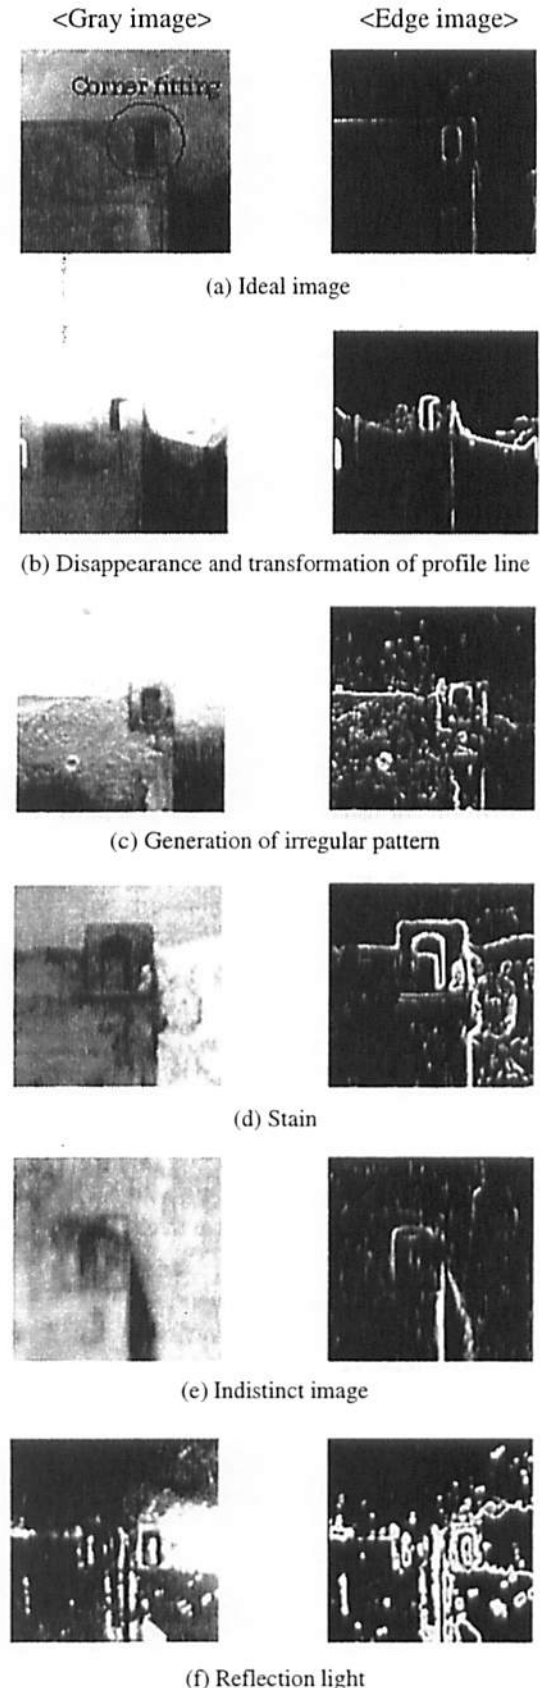 <Gray image> <Edge image>
Corner fitting
(a) Ideal image
(b) Disappearance and transformation of profile line
(c) Generation of irregular pattern
(d) Stain
(e) Indistinct image
(f) Reflection light